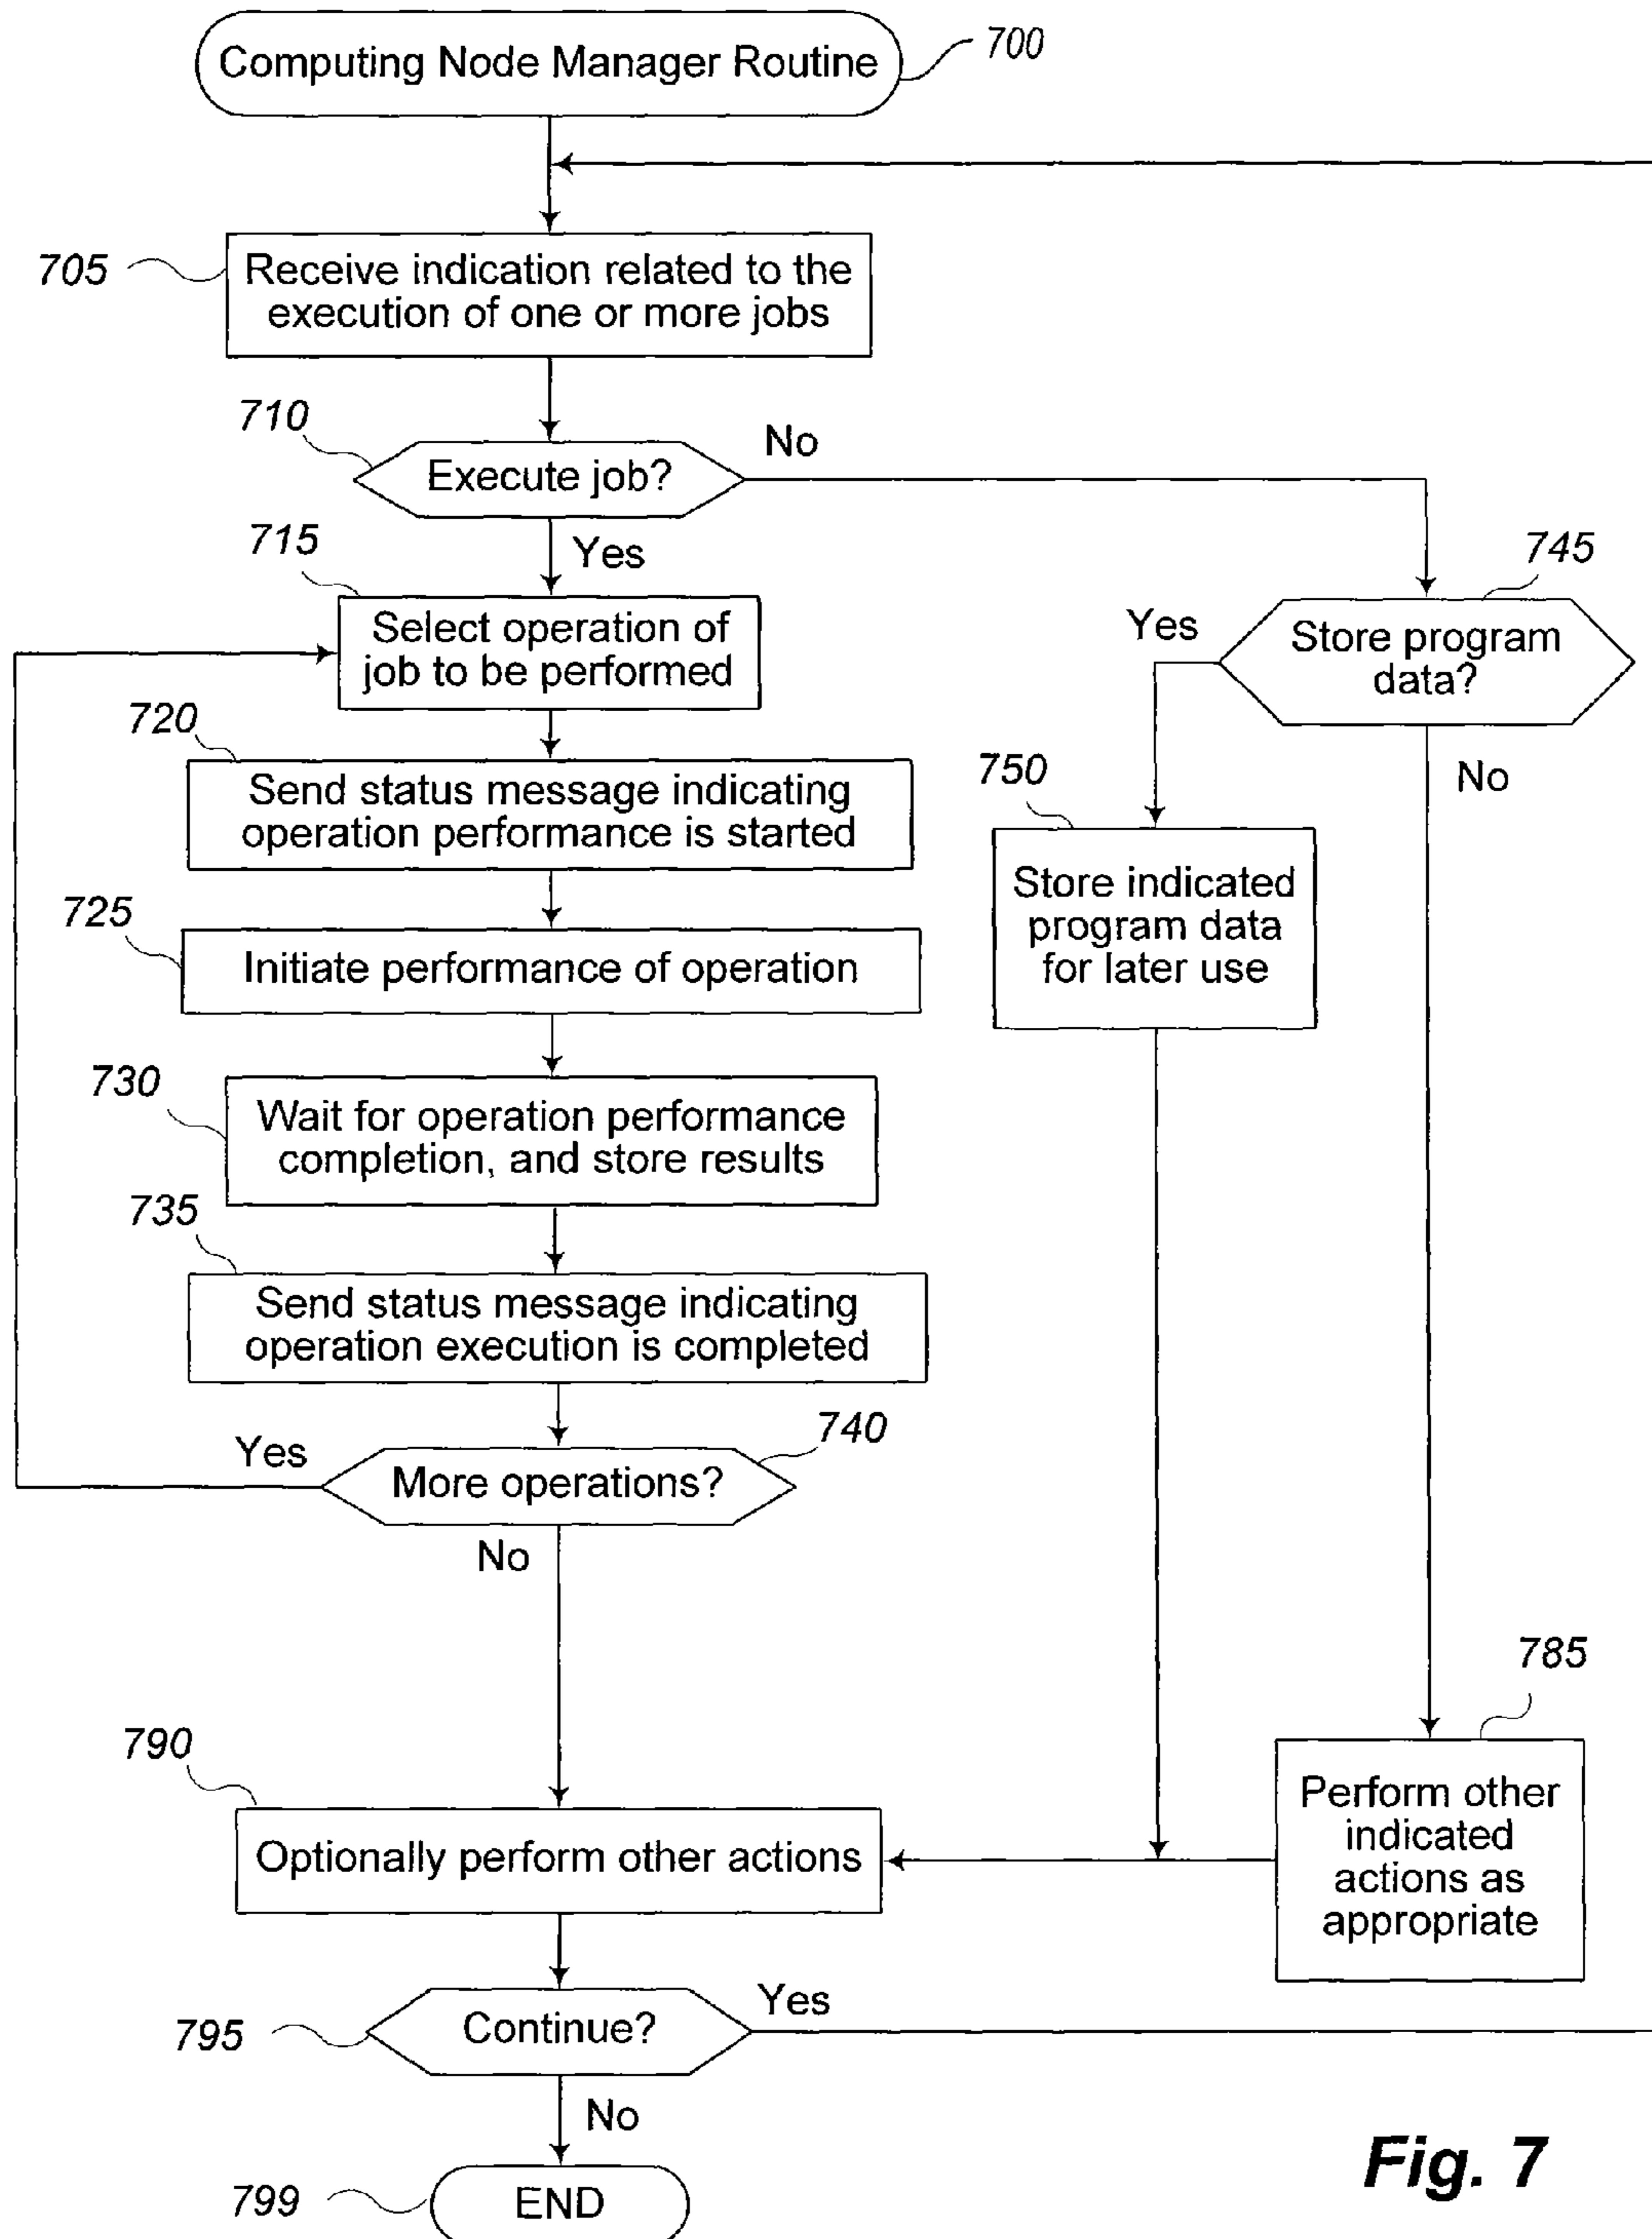 Computing Node Manager Routine
700
705
Receive indication related to the
execution of one or more jobs
710
Execute job?
No
Yes
715
Select operation of
job to be performed
745
Store program
data?
Yes
No
720
Send status message indicating
operation performance is started
750
Store indicated
program data
for later use
725
Initiate performance of operation
730
Wait for operation performance
completion, and store results
735
Send status message indicating
operation execution is completed
740
More operations?
Yes
No
785
Perform other
indicated
actions as
appropriate
790
Optionally perform other actions
795
Continue?
Yes
No
799
END
Fig. 7